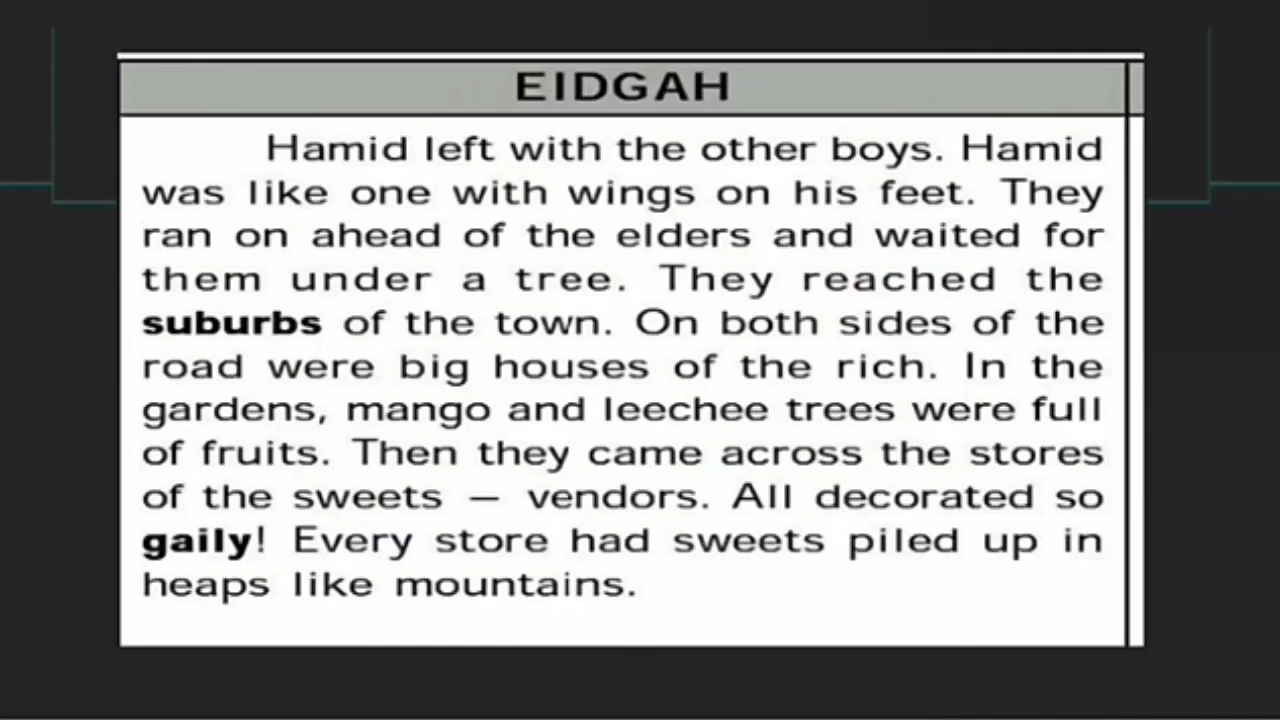 EIDGAH
Hamid left with the other boys. Hamid
was like one with wings on his feet. They
ran on ahead of the elders and waited for
them under a tree. They reached the
suburbs of the town. On both sides of the
road were big houses of the rich. In the
gardens, mango and leechee trees were full
of fruits. Then they came across the stores
of the sweets – vendors. All decorated so
gaily! Every store had sweets piled up in
heaps like mountains.